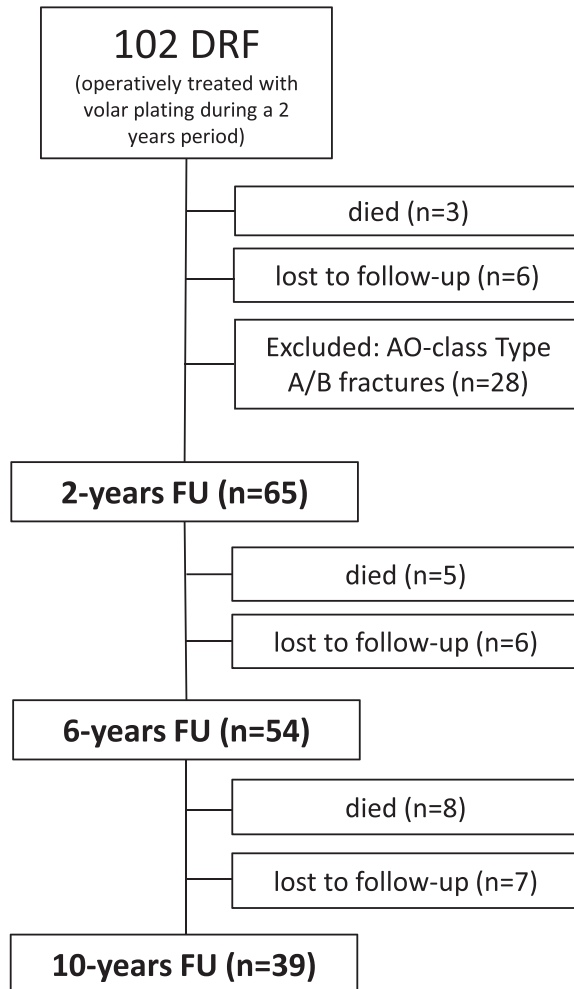 102 DRF
(operatively treated with
volar plating during a 2
years period)
died (n=3)
lost to follow-up (n=6)
Excluded: AO-class Type
A/B fractures (n=28)
2-years FU (n=65)
died (n=5)
lost to follow-up (n=6)
6-years FU (n=54)
died (n=8)
lost to follow-up (n=7)
10-years FU (n=39)